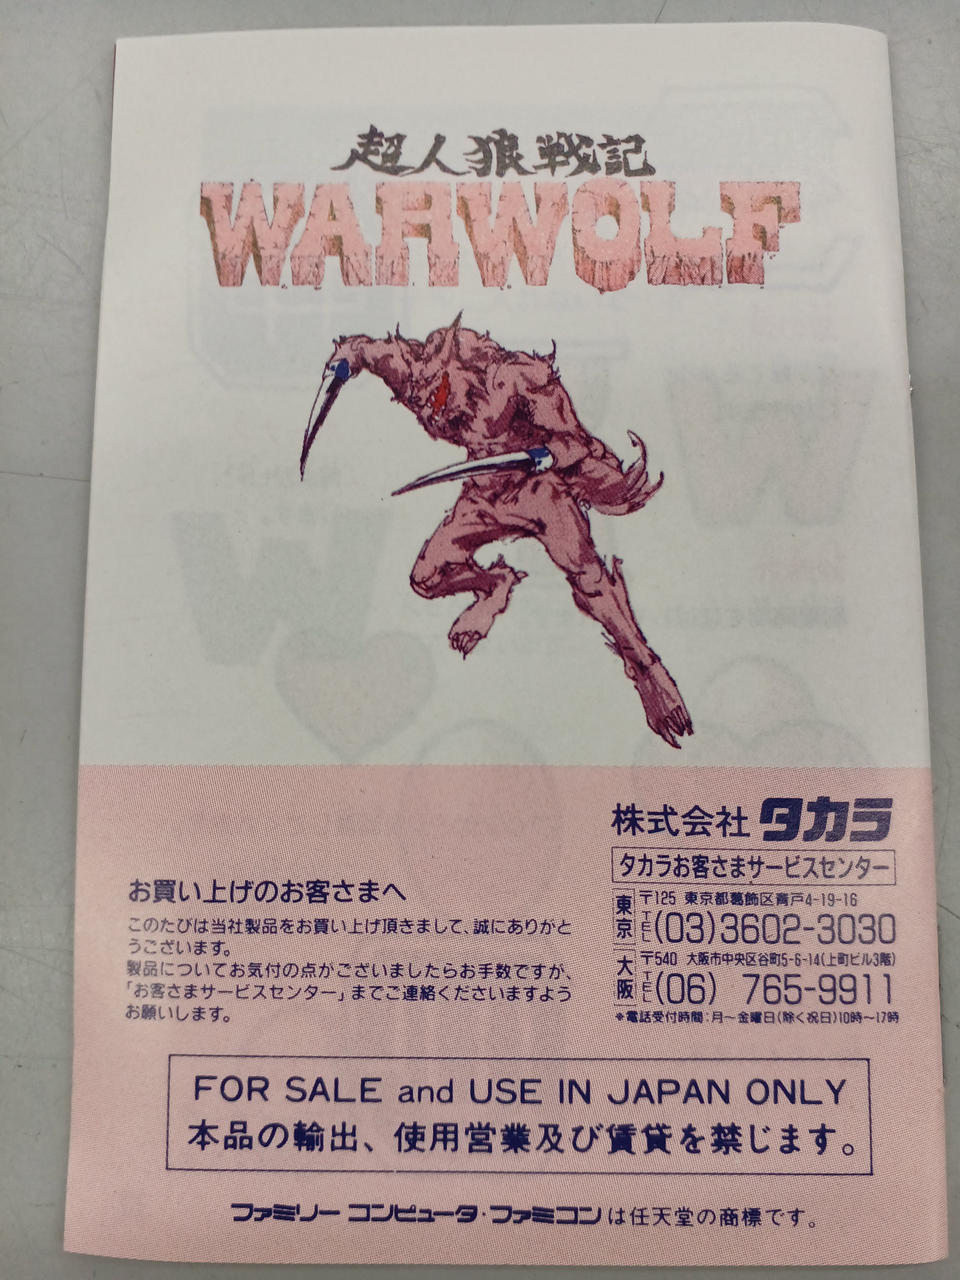 超人狼戦記
WARWOLF
株式会社 タカラ
タカラお客さまサービスセンター
東京 〒125 東京都葛飾区青戸4-19-16
TEL (03)3602-3030
大阪 〒540 大阪市中央区谷町5-6-14(上町ビル3階)
TEL (06) 765-9911
*電話受付時間:月〜金曜日(除く祝日)10時〜17時
お買い上げのお客さまへ
このたびは当社製品をお買い上げ頂きまして、誠にありがと
うございます。
製品についてお気付の点がございましたらお手数ですが、
「お客さまサービスセンター」までご連絡くださいますよう
お願いします。
FOR SALE and USE IN JAPAN ONLY
本品の輸出、使用営業及び賃貸を禁じます。
ファミリーコンピュータ・ファミコンは任天堂の商標です。